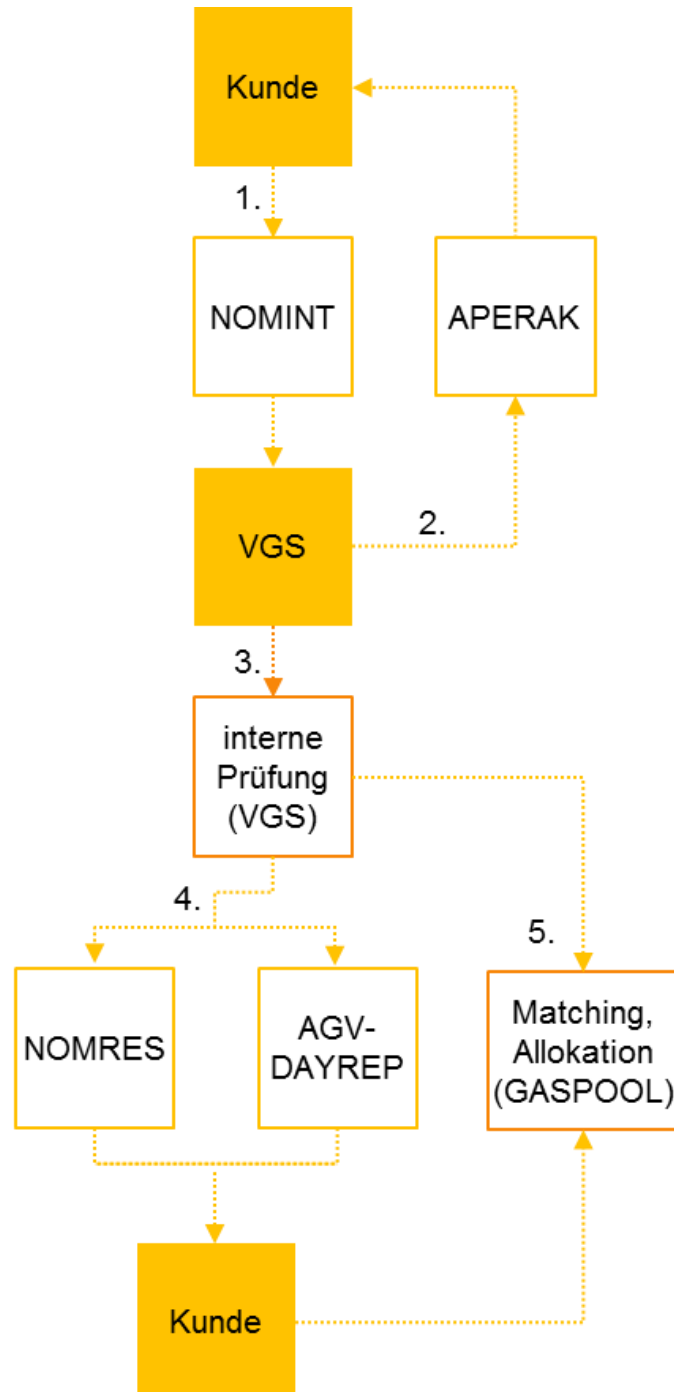 Kunde
1.
NOMINT
APERAK
VGS
2.
3.
interne
Prüfung
(VGS)
4.
5.
NOMRES
AGV-
DAYREP
Matching,
Allokation
(GASPOOL)
Kunde